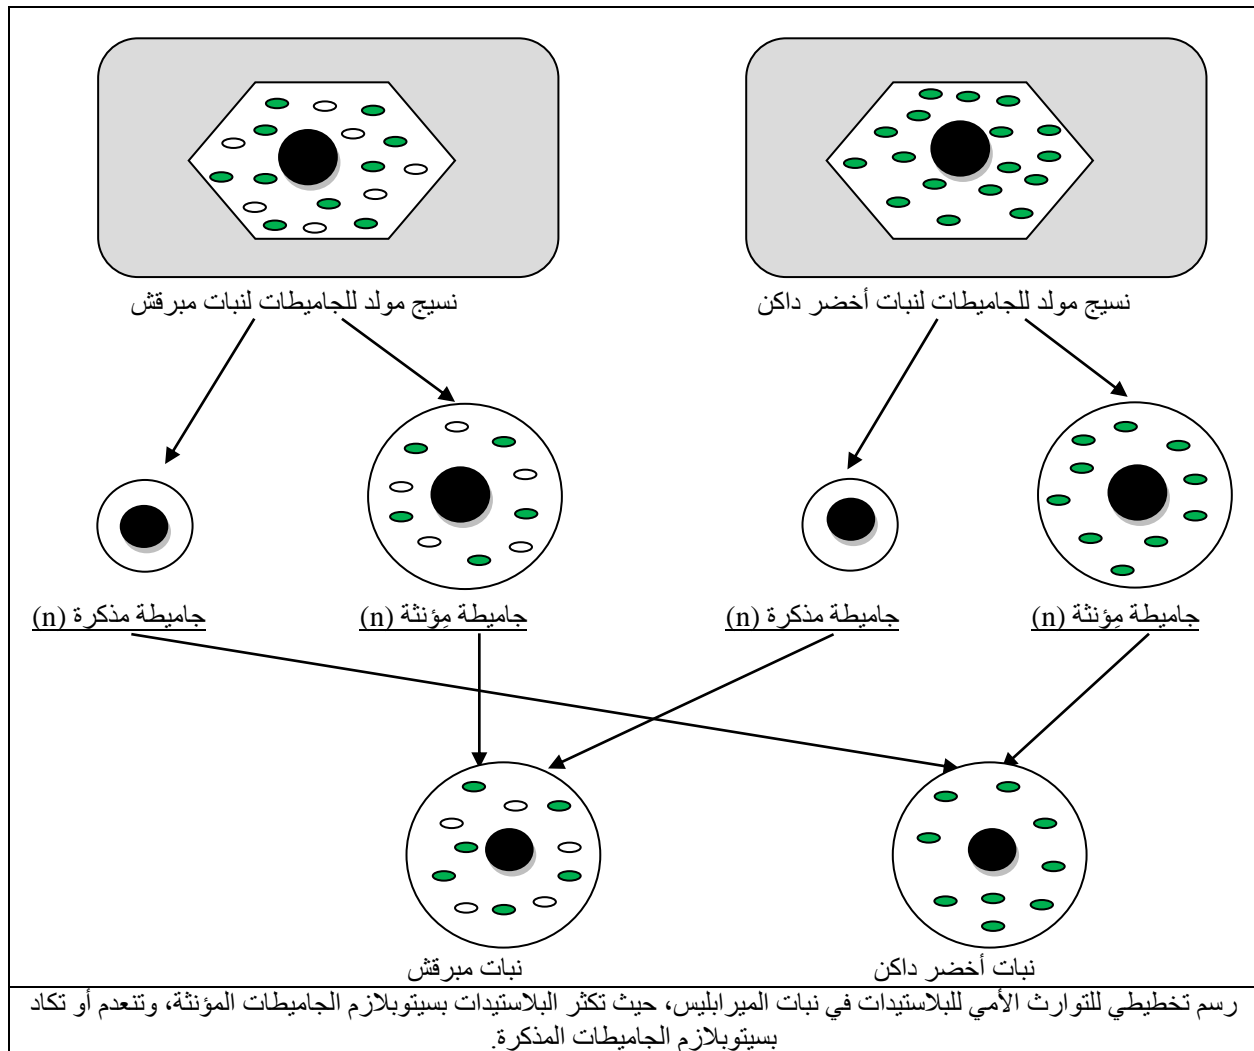 نسيج مولد للجاميطات لنبات أخضر داكن
نسيج مولد للجاميطات لنبات مبرقش
جاميطة مؤنثة (n)
جاميطة مذكرة (n)
جاميطة مؤنثة (n)
جاميطة مذكرة (n)
نبات أخضر داكن
نبات مبرقش
رسم تخطيطي للتوارث الأمي للبلاستيدات في نبات الميرابليس، حيث تكثر البلاستيدات بسيتوبلازم الجاميطات المؤنثة، وتنعدم أو تكاد
بسيتوبلازم الجاميطات المذكرة.